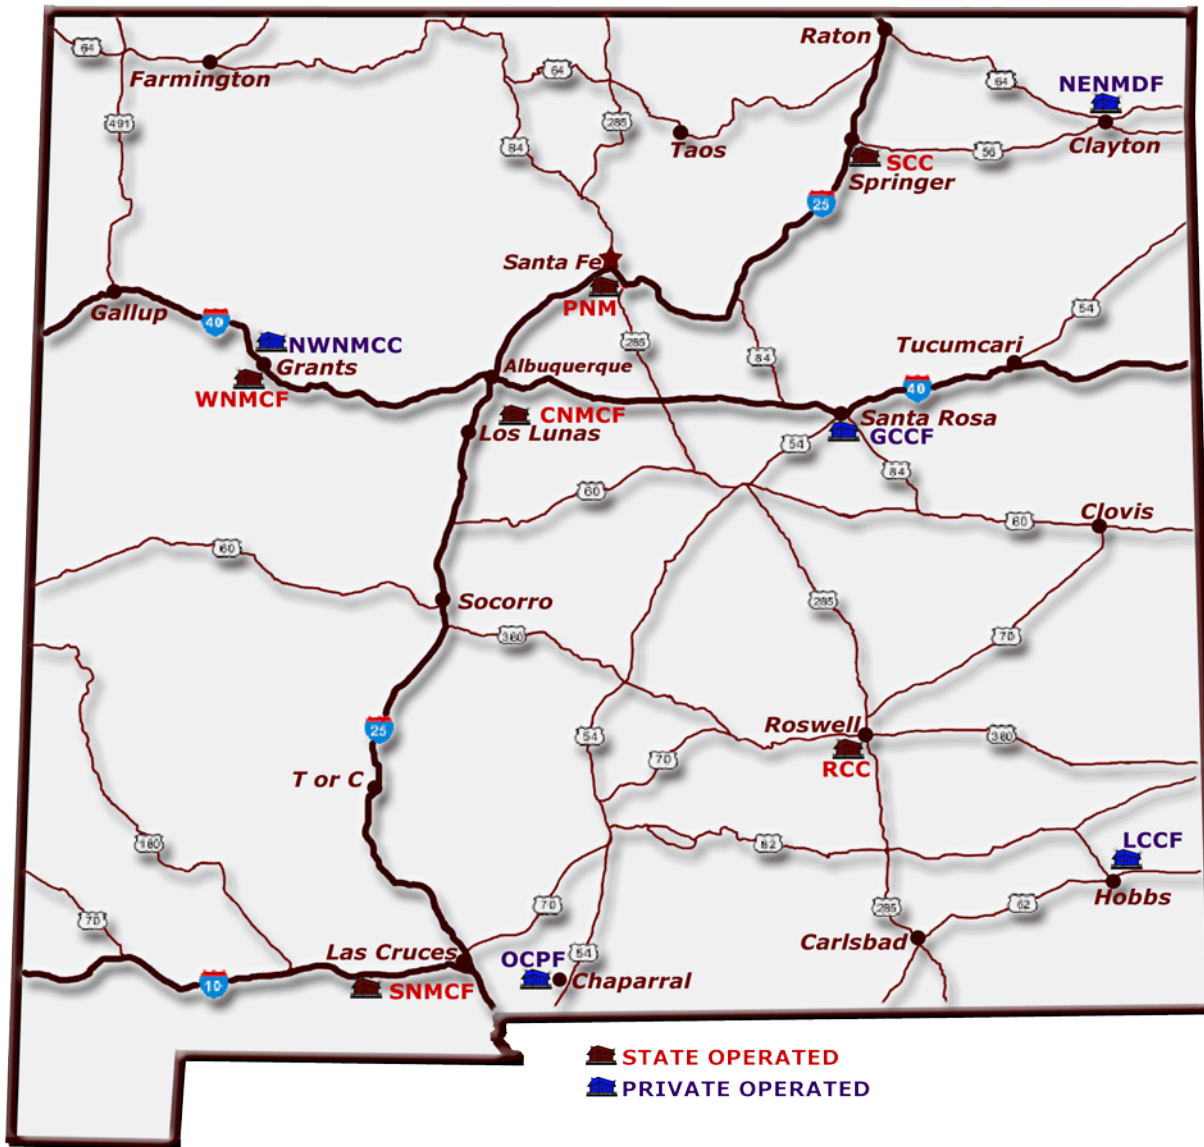 Raton
64
Farmington
64
64
NENMDF
491
285
Taos
Clayton
84
56
SCC
Springer
25
Santa Fe
PNM
Gallup
40
54
NWNMCC
285
Tucumcari
84
Grants
Albuquerque
40
WNMCF
CNMCF
Santa Rosa
Los Lunas
54
GCCF
84
60
Clovis
60
60
285
Socorro
380
70
Roswell
25
54
380
70
RCC
T or C
180
82
LCCF
Hobbs
70
70
285
62
Carlsbad
Las Cruces
OCPF
54
Chaparral
10
SNMCF
STATE OPERATED
PRIVATE OPERATED